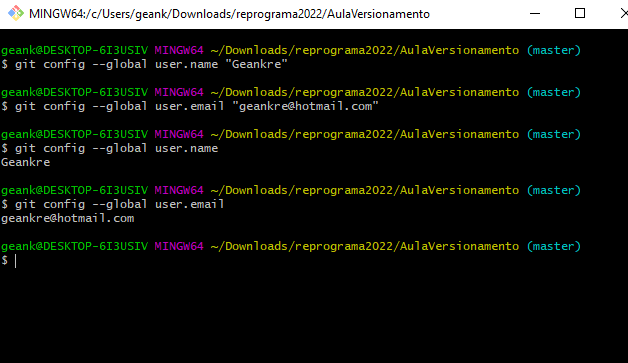 MINGW64:/c/Users/geank/Downloads/reprograma2022/AulaVersionamento
geank@DESKTOP-6I3USIV MINGW64 ~/Downloads/reprograma2022/AulaVersionamento (master)
$ git config --global user.name "Geankre"
geank@DESKTOP-6I3USIV MINGW64 ~/Downloads/reprograma2022/AulaVersionamento (master)
$ git config --global user.email "geankre@hotmail.com"
geank@DESKTOP-6I3USIV MINGW64 ~/Downloads/reprograma2022/AulaVersionamento (master)
$ git config --global user.name
Geankre
geank@DESKTOP-6I3USIV MINGW64 ~/Downloads/reprograma2022/AulaVersionamento (master)
$ git config --global user.email
geankre@hotmail.com
geank@DESKTOP-6I3USIV MINGW64 ~/Downloads/reprograma2022/AulaVersionamento (master)
$